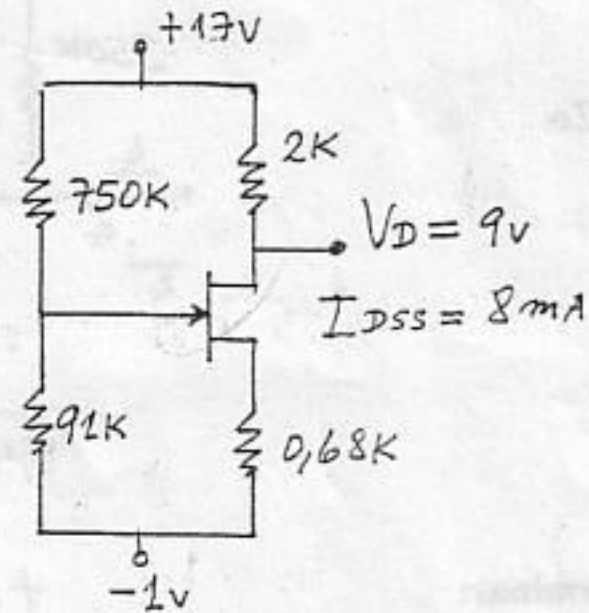 +17v
2K
750K
VD = 9v
IDSS = 8mA
91K
0,68K
-1v